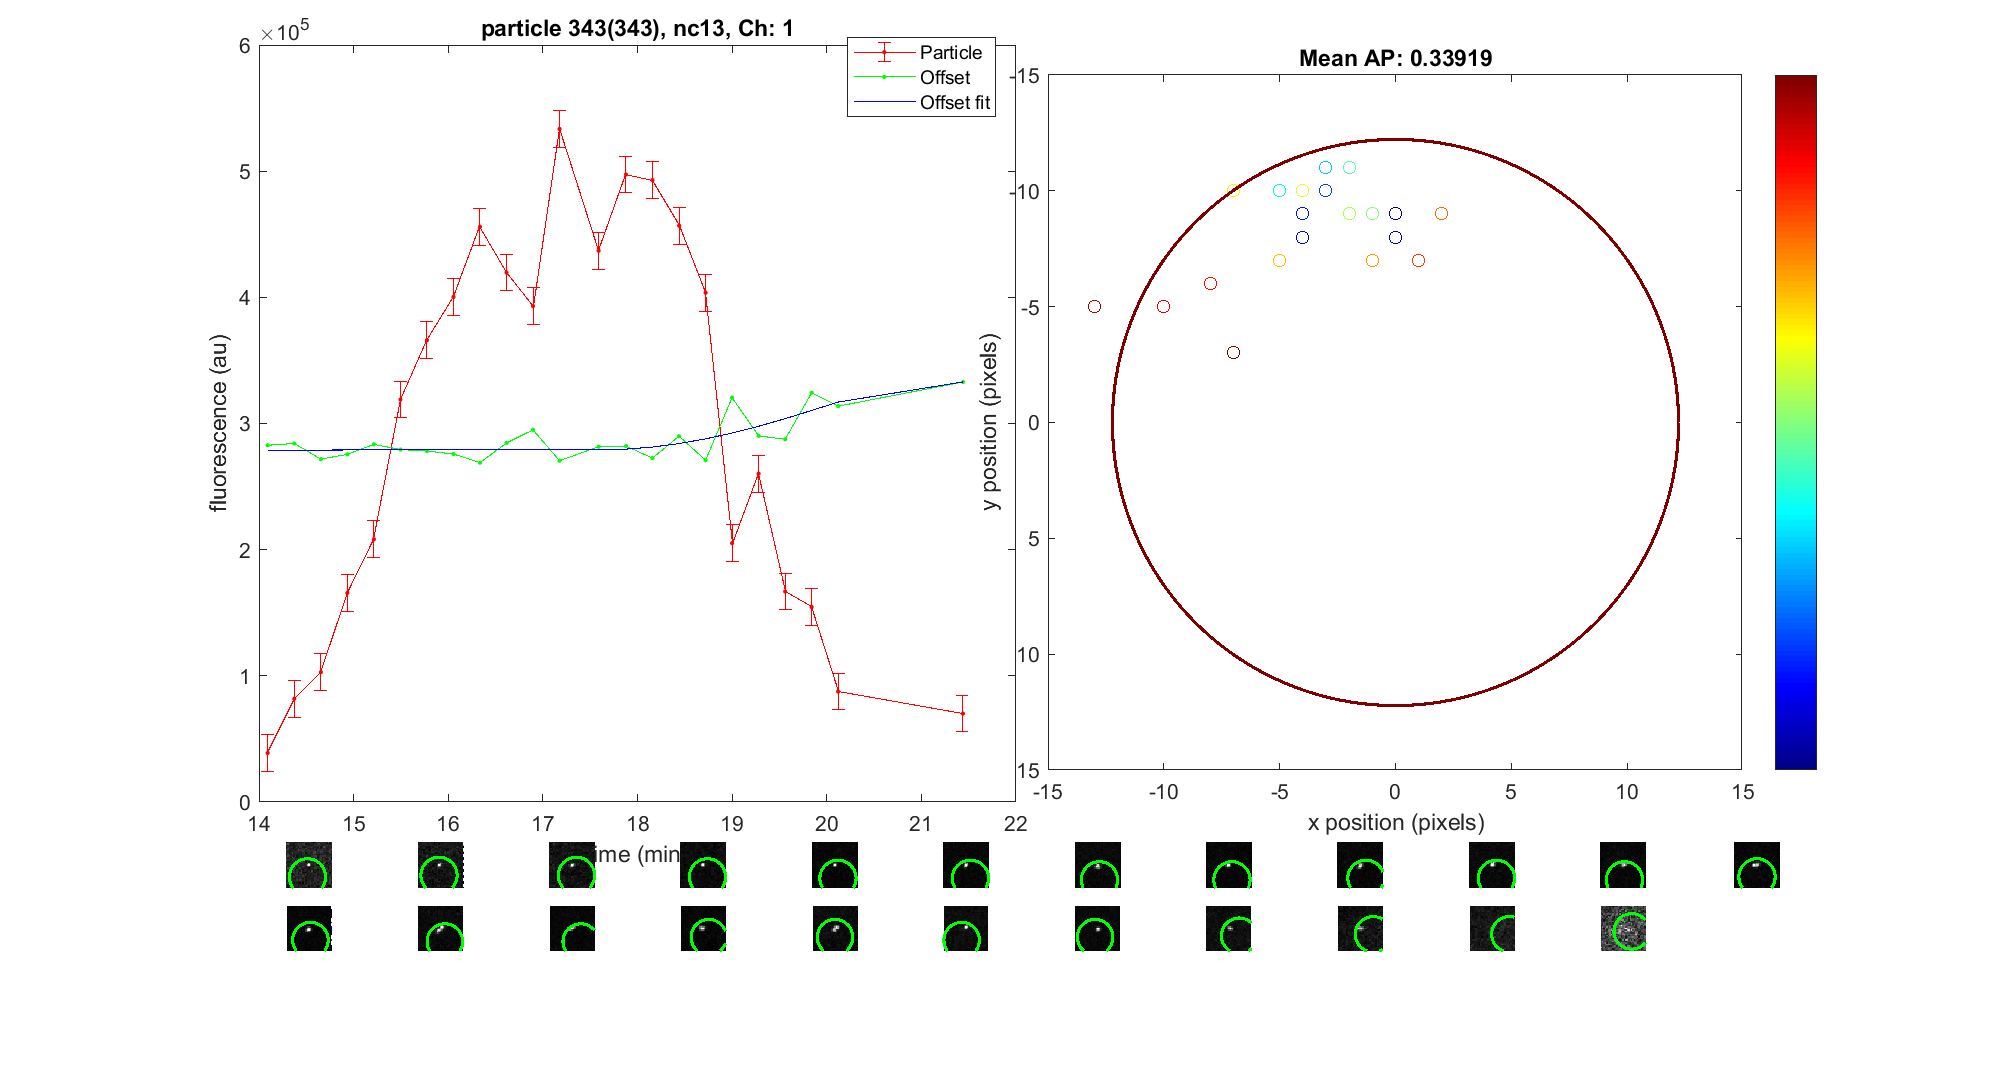 particle 343(343), nc13, Ch: 1
×10^5
6
5
4
3
2
1
0
fluorescence (au)
14 15 16 17 18 19 20 21 22
ime (min
Particle
Offset
Offset fit
Mean AP: 0.33919
-15
-10
-5
0
5
10
15
y position (pixels)
-15 -10 -5 0 5 10 15
x position (pixels)